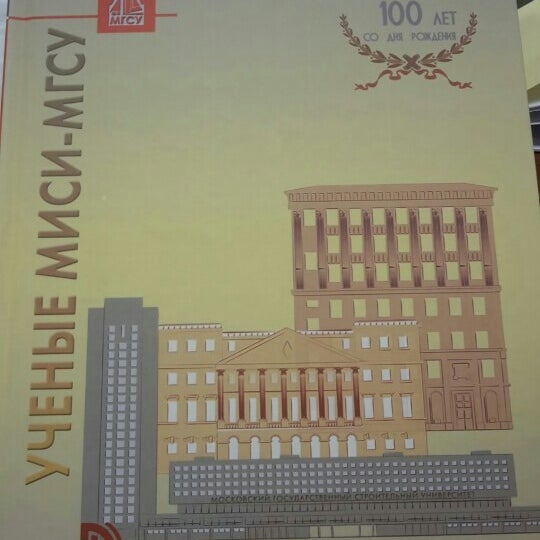 МГСУ
100 ЛЕТ
СО ДНЯ РОЖДЕНИЯ
УЧЕНЫЕ МИСИ-МГСУ
МОСКОВСКИЙ ГОСУДАРСТВЕННЫЙ СТРОИТЕЛЬНЫЙ УНИВЕРСИТЕТ